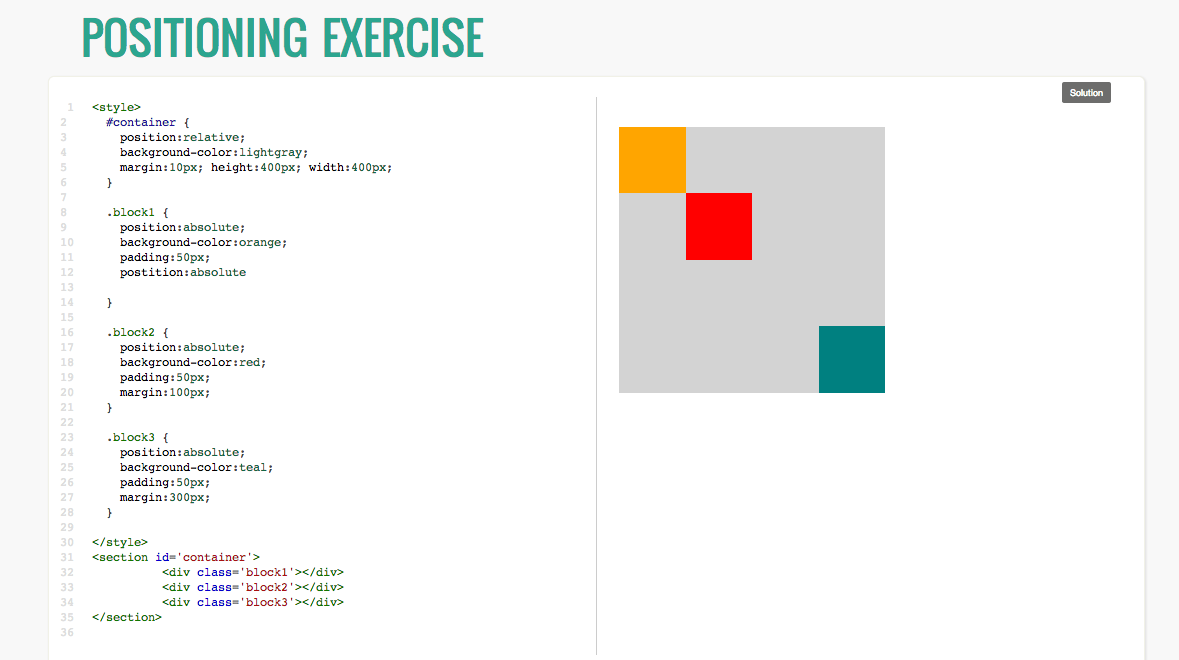 POSITIONING EXERCISE
Solution
1 <style>
2 #container {
3 position:relative;
4 background-color:lightgray;
5 margin:10px; height:400px; width:400px;
6 }
7
8 .block1 {
9 position:absolute;
10 background-color:orange;
11 padding:50px;
12 postition:absolute
13
14 }
15
16 .block2 {
17 position:absolute;
18 background-color:red;
19 padding:50px;
20 margin:100px;
21 }
22
23 .block3 {
24 position:absolute;
25 background-color:teal;
26 padding:50px;
27 margin:300px;
28 }
29
30 </style>
31 <section id='container'>
32 <div class='block1'></div>
33 <div class='block2'></div>
34 <div class='block3'></div>
35 </section>
36